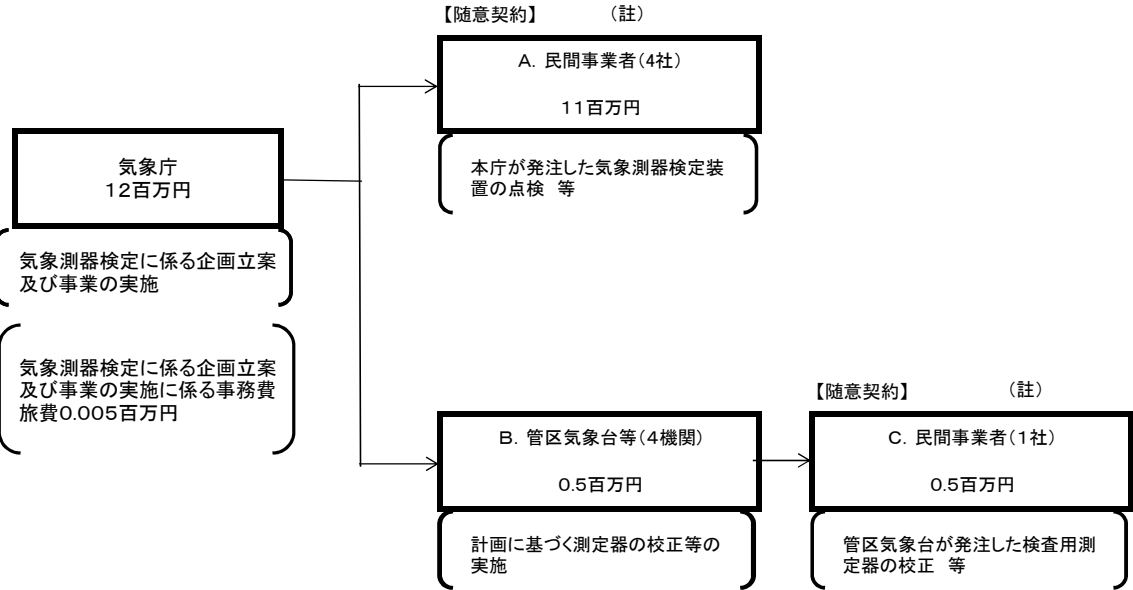 【随意契約】 （註）
A．民間事業者（4社）
11百万円
本庁が発注した気象測器検定装
置の点検 等
気象庁
12百万円
気象測器検定に係る企画立案
及び事業の実施
気象測器検定に係る企画立案
及び事業の実施に係る事務費
旅費0.005百万円
B．管区気象台等（4機関）
0.5百万円
計画に基づく測定器の校正等の
実施
【随意契約】 （註）
C．民間事業者（1社）
0.5百万円
管区気象台が発注した検査用測
定器の校正 等